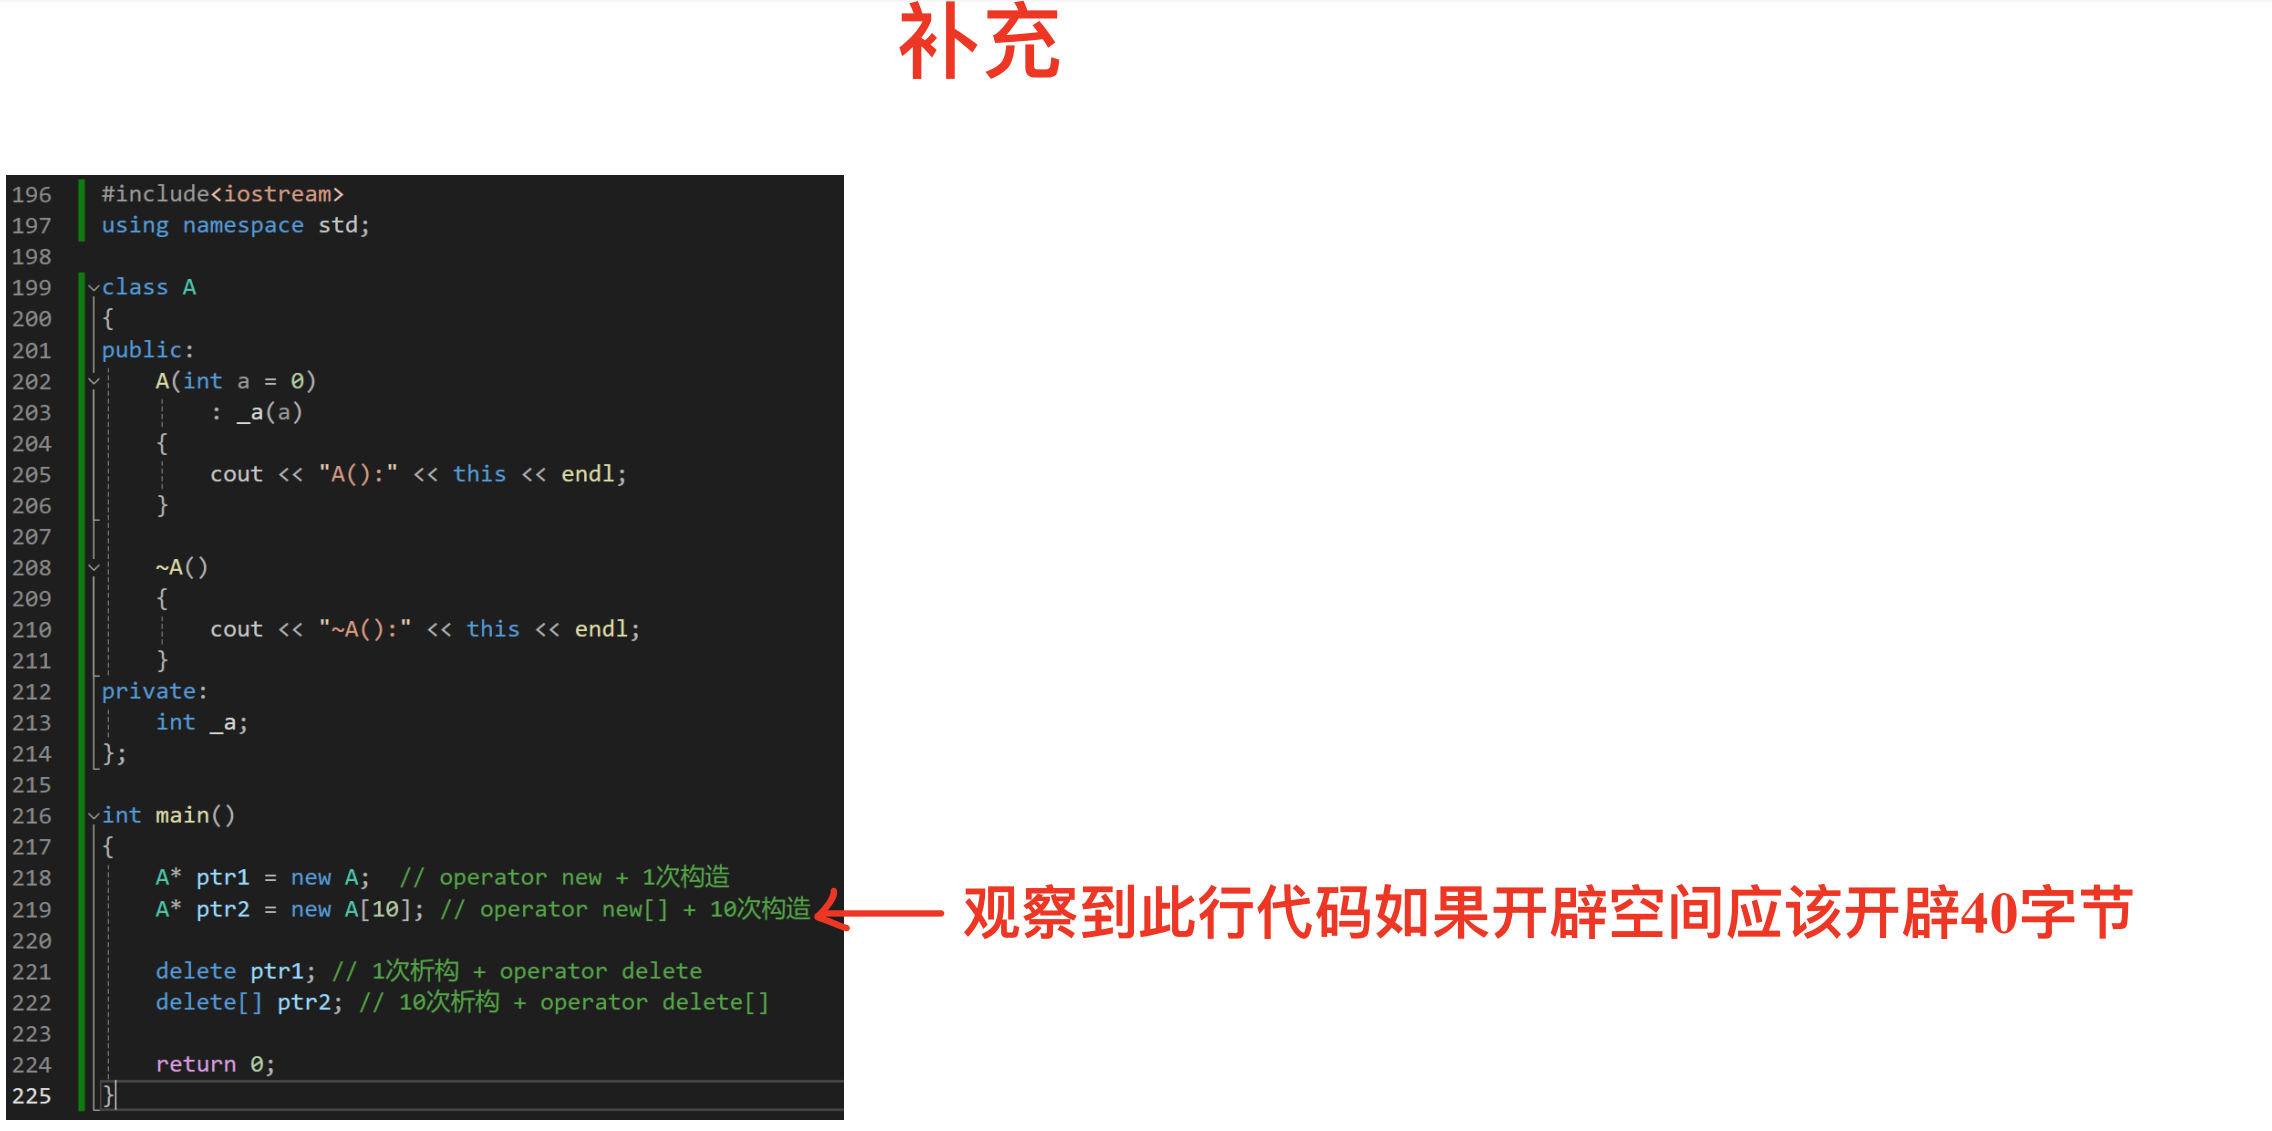 补充
196 #include<iostream>
197 using namespace std;
198
199 class A
200 {
201 public:
202     A(int a = 0)
203         : _a(a)
204     {
205         cout << "A():" << this << endl;
206     }
207
208     ~A()
209     {
210         cout << "~A():" << this << endl;
211     }
212 private:
213     int _a;
214 };
215
216 int main()
217 {
218     A* ptr1 = new A;  // operator new + 1次构造
219     A* ptr2 = new A[10]; // operator new[] + 10次构造 观察到此行代码如果开辟空间应该开辟40字节
220
221     delete ptr1; // 1次析构 + operator delete
222     delete[] ptr2; // 10次析构 + operator delete[]
223
224     return 0;
225 }